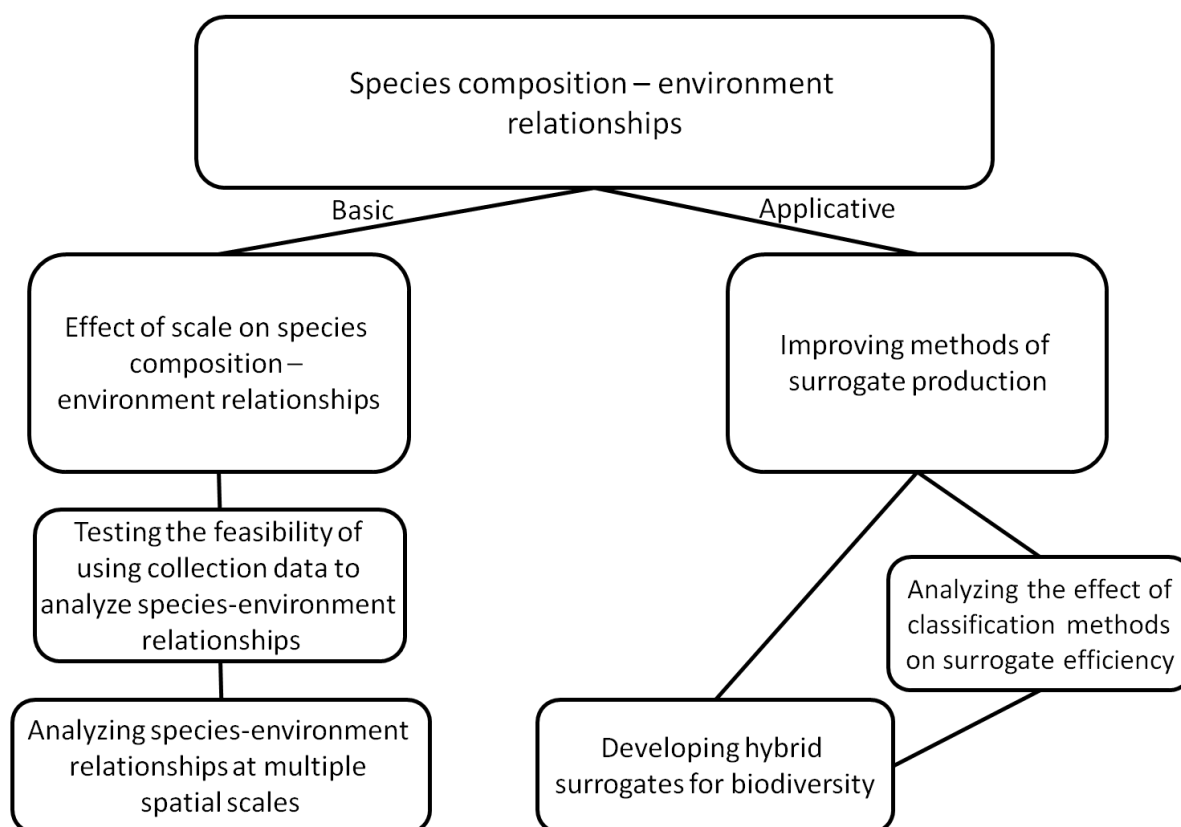 Species composition – environment
relationships
Basic
Applicative
Effect of scale on species
composition –
environment relationships
Improving methods of
surrogate production
Testing the feasibility of
using collection data to
analyze species-environment
relationships
Analyzing the effect of
classification methods
on surrogate efficiency
Analyzing species-environment
relationships at multiple
spatial scales
Developing hybrid
surrogates for biodiversity